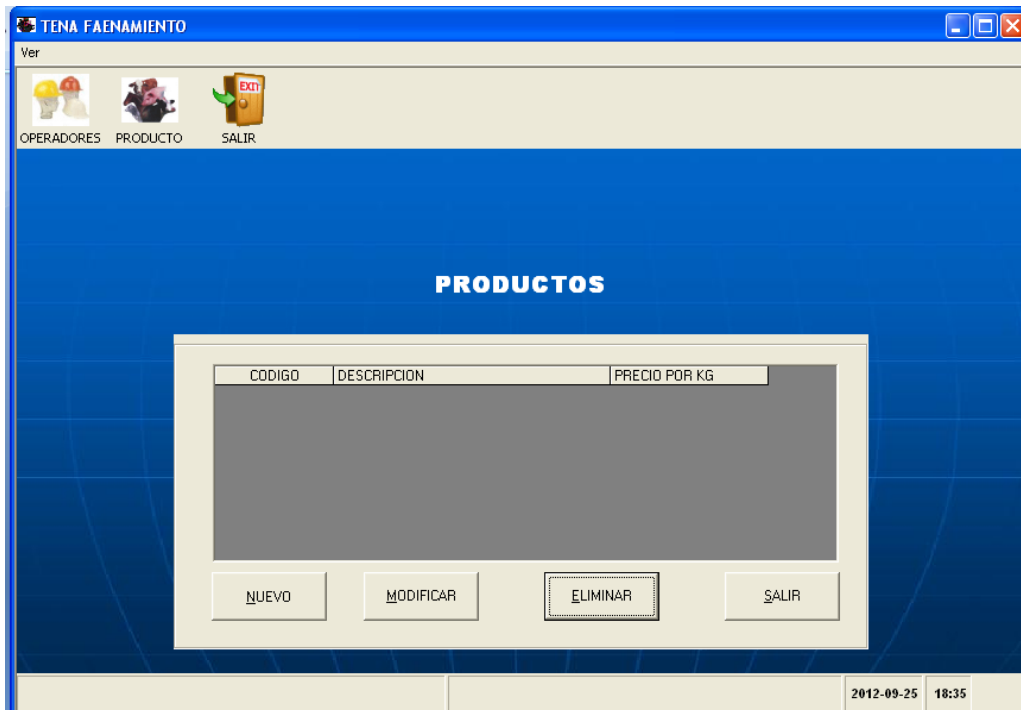 TENA FAENAMIENTO
Ver
EXIT
OPERADORES PRODUCTO SALIR
PRODUCTOS
CODIGO DESCRIPCION PRECIO POR KG
NUEVO MODIFICAR ELIMINAR SALIR
2012-09-25 18:35